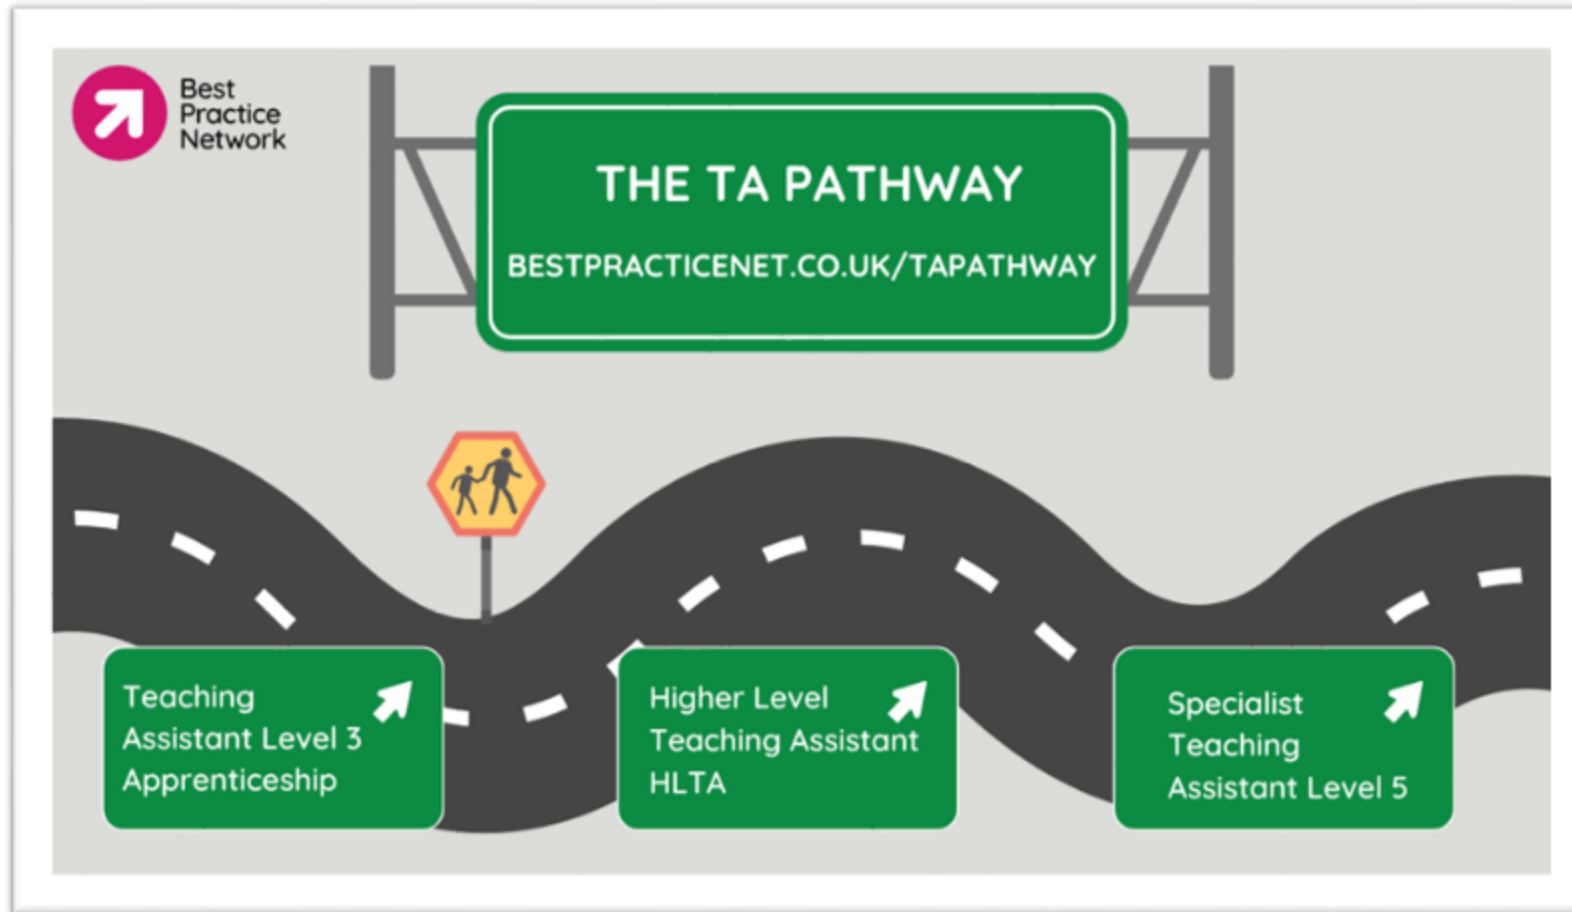 Best
Practice
Network
THE TA PATHWAY
BESTPRACTICENET.CO.UK/TAPATHWAY
Teaching
Assistant Level 3
Apprenticeship
Higher Level
Teaching Assistant
HLTA
Specialist
Teaching
Assistant Level 5